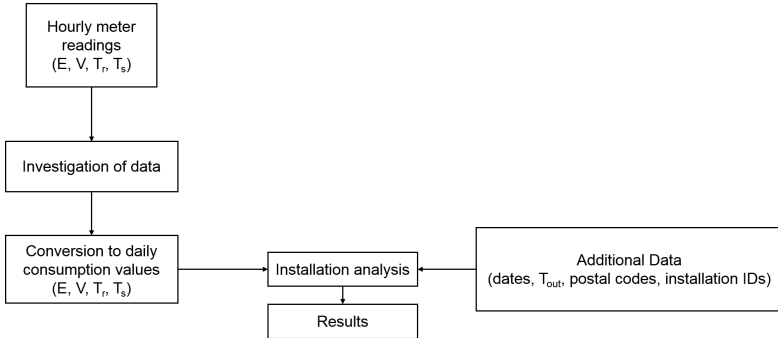 Hourly meter
readings
(E, V, Tr, Ts)
Investigation of data
Conversion to daily
consumption values
(E, V, Tr, Ts)
Installation analysis
Additional Data
(dates, Tout, postal codes, installation IDs)
Results